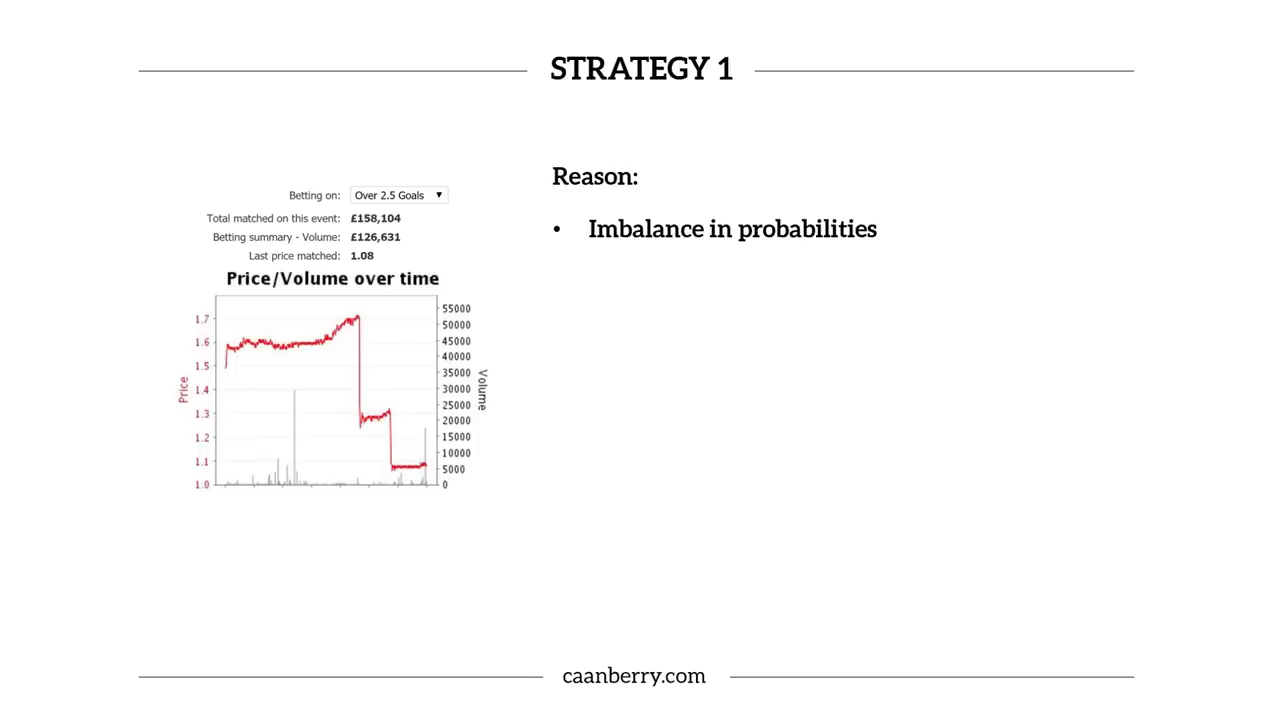 STRATEGY 1
Reason:
• Imbalance in probabilities
Betting on: Over 2.5 Goals ▼
Total matched on this event: £158,104
Betting summary - Volume: £126,631
Last price matched: 1.08
Price/Volume over time
1.7
1.6
1.5
1.4
1.3
1.2
1.1
1.0
Price
55000
50000
45000
40000
35000
30000
25000
20000
15000
10000
5000
0
Volume
caanberry.com